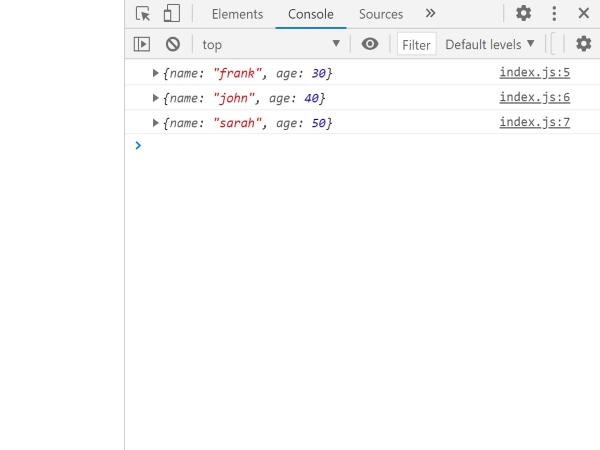 Elements Console Sources
top Filter Default levels
{name: "frank", age: 30} index.js:5
{name: "john", age: 40} index.js:6
{name: "sarah", age: 50} index.js:7